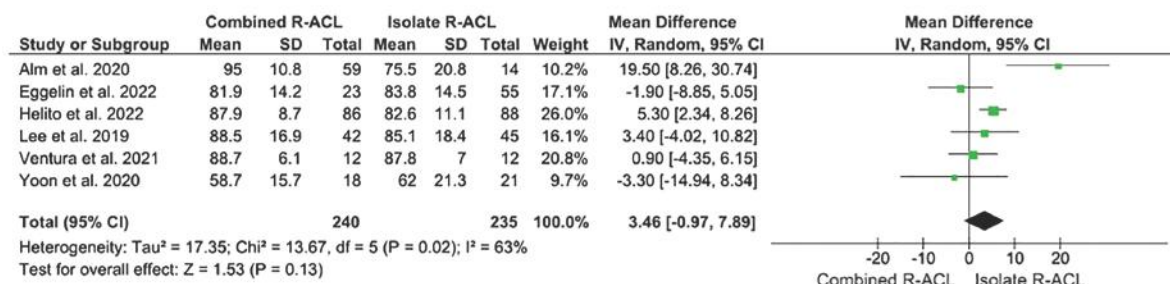 Combined R-ACL Isolate R-ACL Mean Difference Mean Difference
Study or Subgroup Mean SD Total Mean SD Total Weight IV, Random, 95% CI IV, Random, 95% CI
Alm et al. 2020 95 10.8 59 75.5 20.8 14 10.2% 19.50 [8.26, 30.74]
Eggelin et al. 2022 81.9 14.2 23 83.8 14.5 55 17.1% -1.90 [-8.85, 5.05]
Helito et al. 2022 87.9 8.7 86 82.6 11.1 88 26.0% 5.30 [2.34, 8.26]
Lee et al. 2019 88.5 16.9 42 85.1 18.4 45 16.1% 3.40 [-4.02, 10.82]
Ventura et al. 2021 88.7 6.1 12 87.8 7 12 20.8% 0.90 [-4.35, 6.15]
Yoon et al. 2020 58.7 15.7 18 62 21.3 21 9.7% -3.30 [-14.94, 8.34]
Total (95% CI) 240 235 100.0% 3.46 [-0.97, 7.89]
Heterogeneity: Tau² = 17.35; Chi² = 13.67, df = 5 (P = 0.02); I² = 63%
Test for overall effect: Z = 1.53 (P = 0.13)
-20 -10 0 10 20
Combined R-ACL Isolate R-ACL